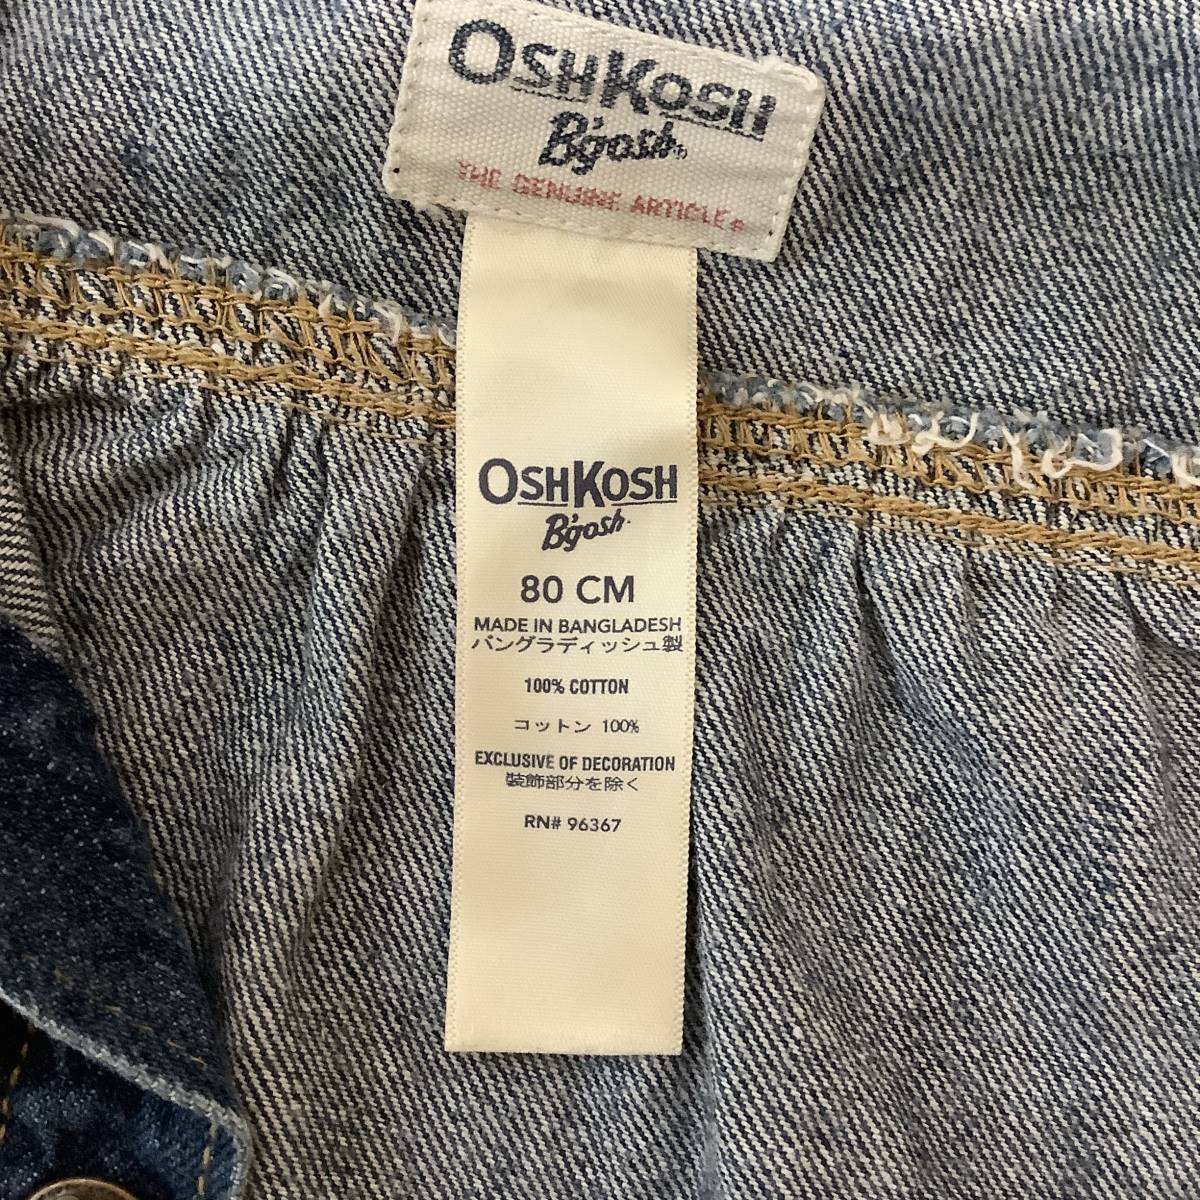 OSHKOSH
B'gosh®
THE GENUINE ARTICLE®
OSHKOSH
B'gosh
80 CM
MADE IN BANGLADESH
バングラディッシュ製
100% COTTON
コットン 100%
EXCLUSIVE OF DECORATION
装飾部分を除く
RN# 96367